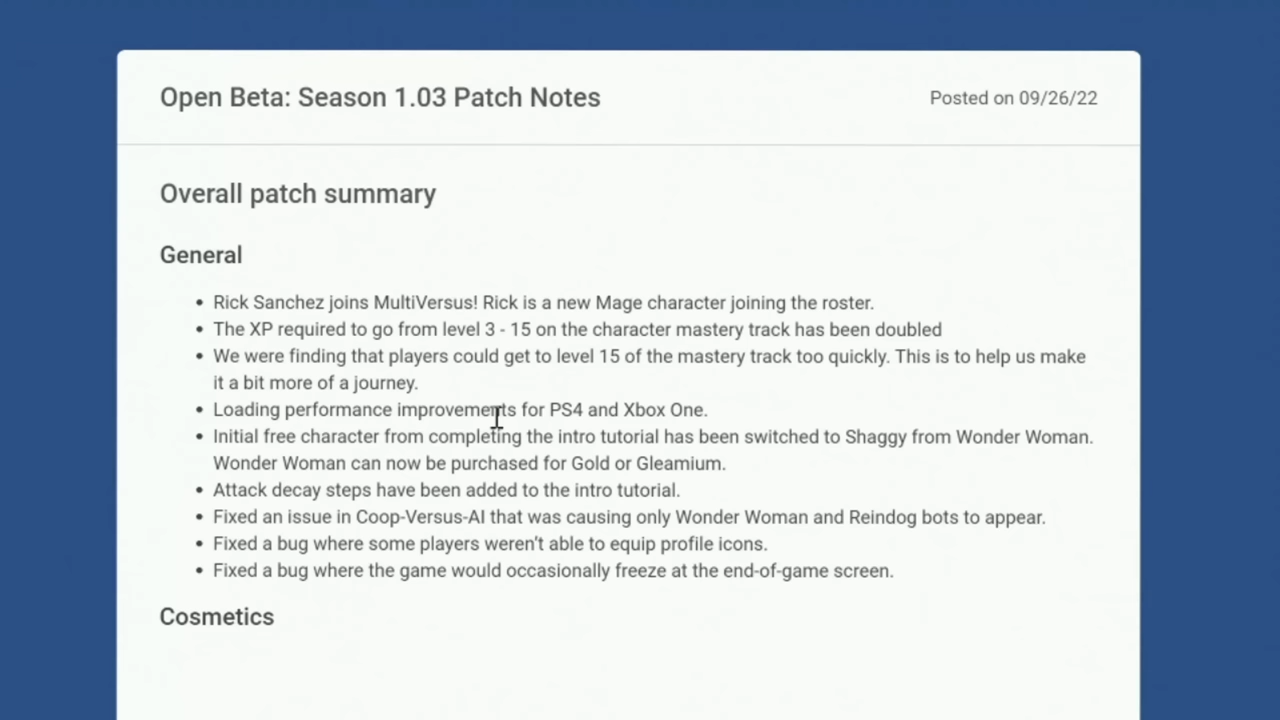 Open Beta: Season 1.03 Patch Notes
Posted on 09/26/22
Overall patch summary
General
• Rick Sanchez joins MultiVersus! Rick is a new Mage character joining the roster.
• The XP required to go from level 3 - 15 on the character mastery track has been doubled
• We were finding that players could get to level 15 of the mastery track too quickly. This is to help us make
it a bit more of a journey.
• Loading performance improvements for PS4 and Xbox One.
• Initial free character from completing the intro tutorial has been switched to Shaggy from Wonder Woman.
Wonder Woman can now be purchased for Gold or Gleamium.
• Attack decay steps have been added to the intro tutorial.
• Fixed an issue in Coop-Versus-AI that was causing only Wonder Woman and Reindog bots to appear.
• Fixed a bug where some players weren’t able to equip profile icons.
• Fixed a bug where the game would occasionally freeze at the end-of-game screen.
Cosmetics